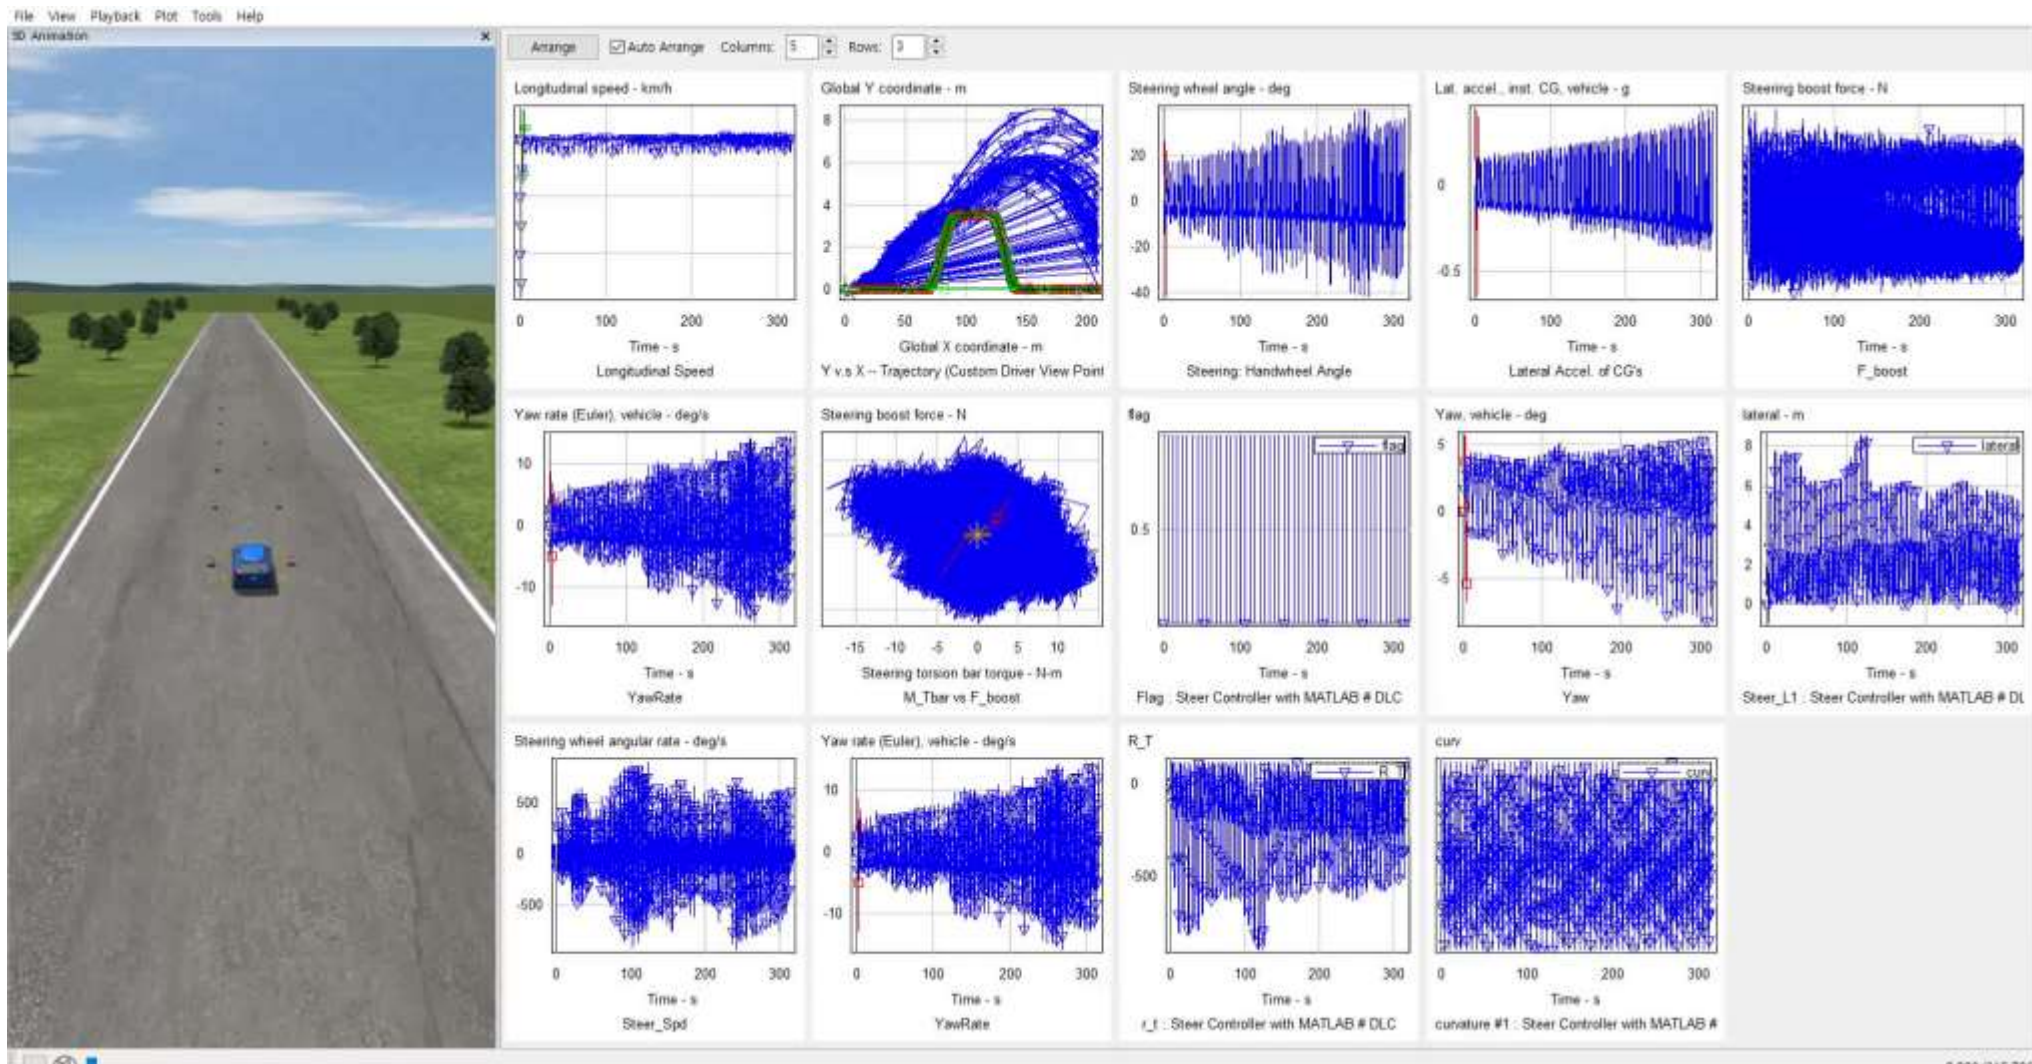 File View Playback Plot Tools Help
3D Animation
Arrange Auto Arrange Columns: 5 Rows: 3
Longitudinal speed - km/h
0 100 200 300
Time - s
Longitudinal Speed
Global Y coordinate - m
8
6
4
2
0
0 50 100 150 200
Global X coordinate - m
Y v.s X -- Trajectory (Custom Driver View Point
Steering wheel angle - deg
20
0
-20
-40
0 100 200 300
Time - s
Steering: Handwheel Angle
Lat. accel., inst. CG, vehicle - g
0
-0.5
0 100 200 300
Time - s
Lateral Accel. of CG's
Steering boost force - N
0 100 200 300
Time - s
F_boost
Yaw rate (Euler), vehicle - deg/s
10
0
-10
0 100 200 300
Time - s
YawRate
Steering boost force - N
-15 -10 -5 0 5 10
Steering torsion bar torque - N-m
M_Tbar vs F_boost
flag
flag
0.5
0 100 200 300
Time - s
Flag : Steer Controller with MATLAB # DLC
Yaw, vehicle - deg
5
0
-5
0 100 200 300
Time - s
Yaw
lateral - m
lateral
8
6
4
2
0
0 100 200 300
Time - s
Steer_L1 : Steer Controller with MATLAB # DL
Steering wheel angular rate - deg/s
500
0
-500
0 100 200 300
Time - s
Steer_Spd
Yaw rate (Euler), vehicle - deg/s
10
0
-10
0 100 200 300
Time - s
YawRate
R_T
R_T
0
-500
0 100 200 300
Time - s
r_t : Steer Controller with MATLAB # DLC
curv
curv
0 100 200 300
Time - s
curvature #1 : Steer Controller with MATLAB #